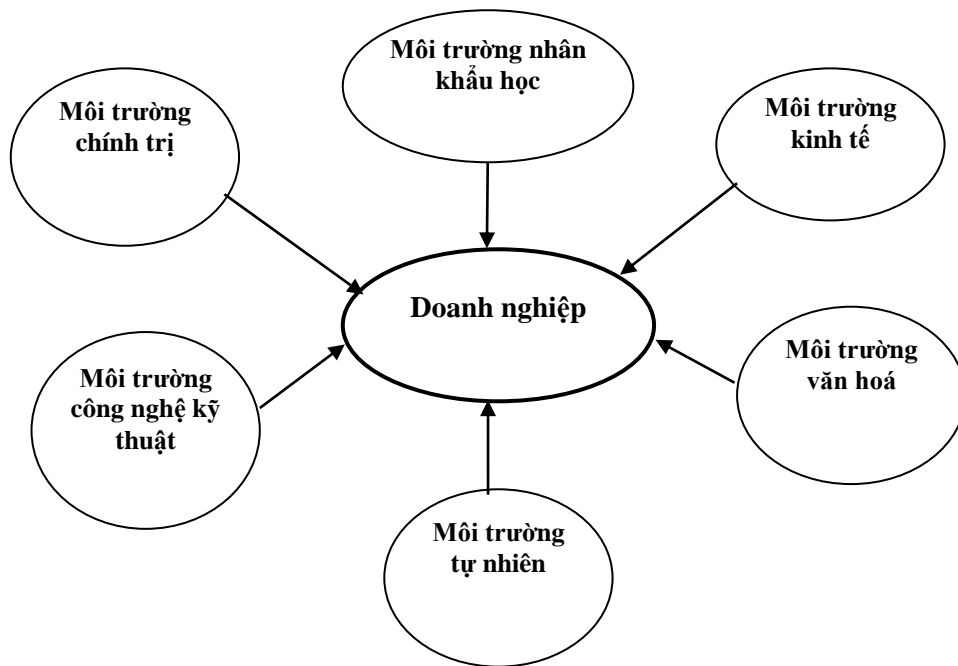 Môi trường nhân
khẩu học
Môi trường
chính trị
Môi trường
kinh tế
Doanh nghiệp
Môi trường
công nghệ kỹ
thuật
Môi trường
văn hoá
Môi trường
tự nhiên